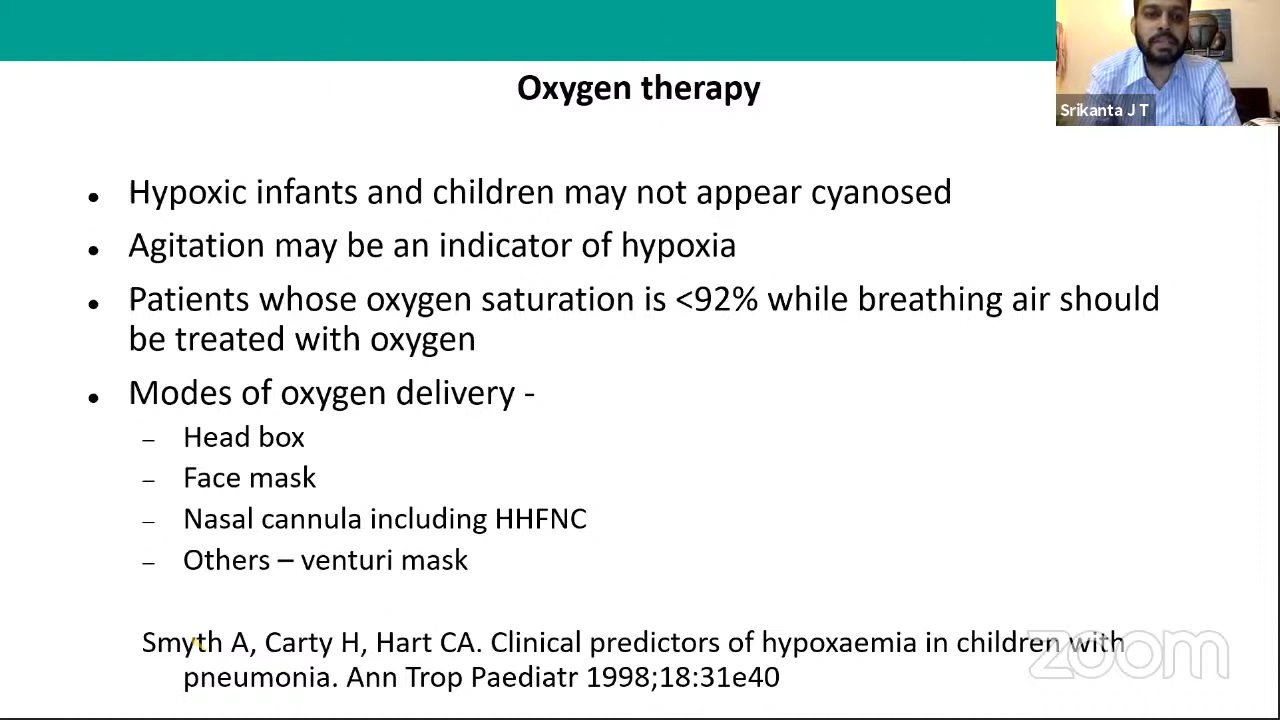 Oxygen therapy
Srikanta J T
• Hypoxic infants and children may not appear cyanosed
• Agitation may be an indicator of hypoxia
• Patients whose oxygen saturation is <92% while breathing air should
be treated with oxygen
• Modes of oxygen delivery -
– Head box
– Face mask
– Nasal cannula including HHFNC
– Others – venturi mask
Smyth A, Carty H, Hart CA. Clinical predictors of hypoxaemia in children with
pneumonia. Ann Trop Paediatr 1998;18:31e40
zoom